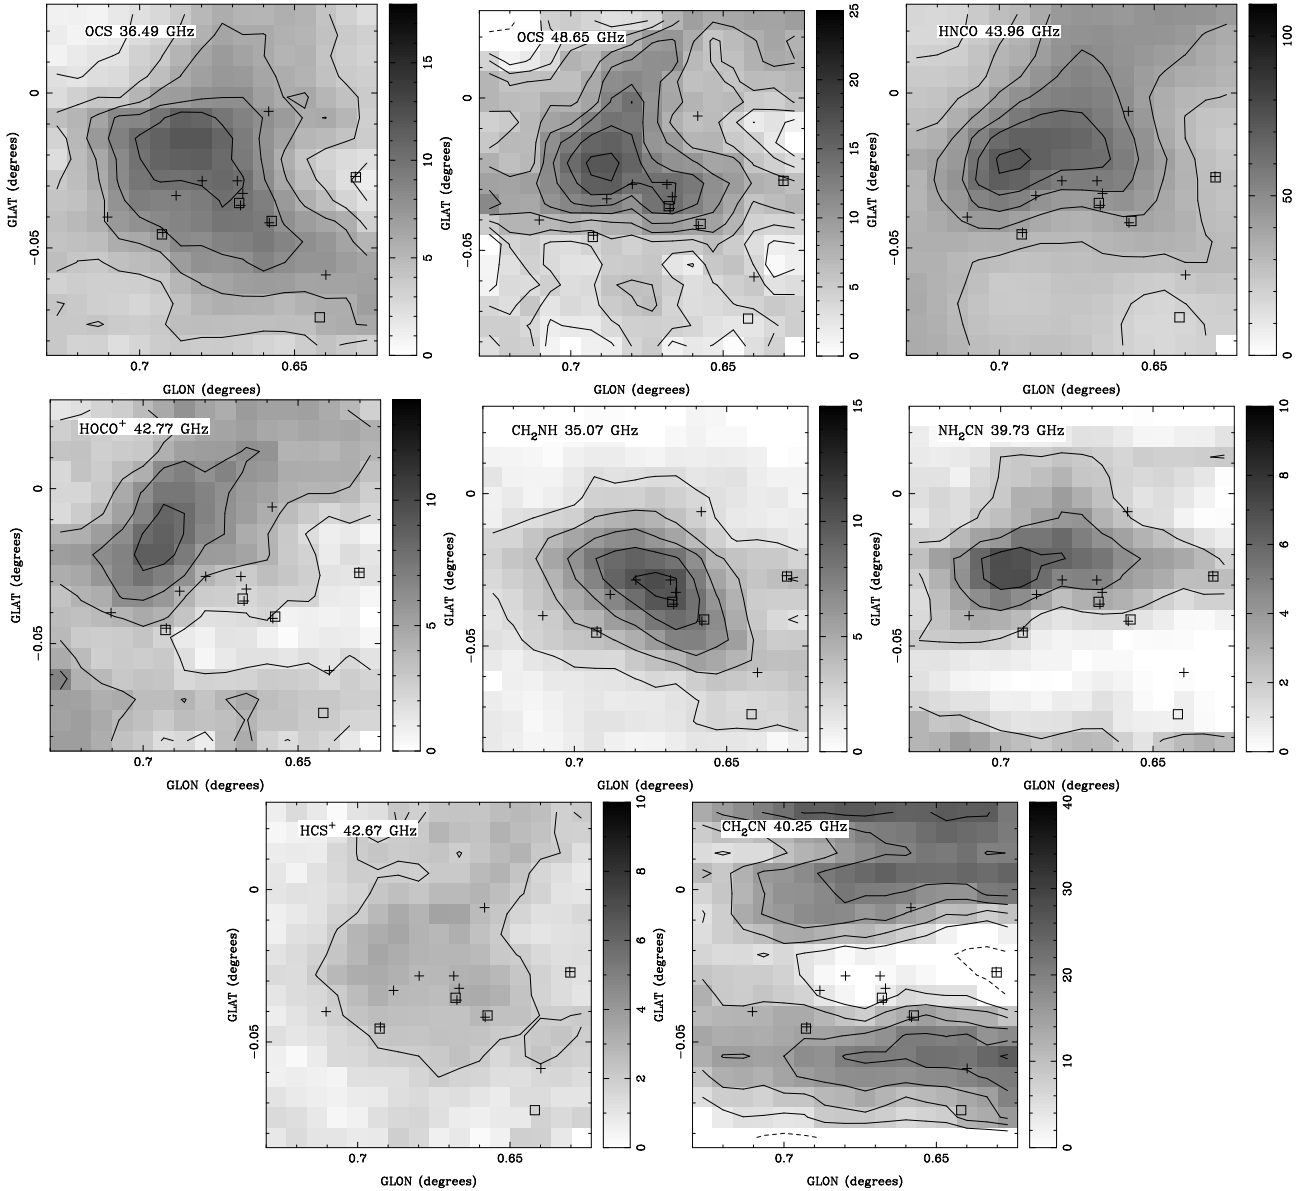 OCS 36.49 GHz
0
−0.05
0.7
0.65
GLAT (degrees)
GLON (degrees)
0
5
10
15
OCS 48.65 GHz
0
−0.05
0.7
0.65
GLAT (degrees)
GLON (degrees)
0
5
10
15
20
25
HNCO 43.96 GHz
0
−0.05
0.7
0.65
GLAT (degrees)
GLON (degrees)
0
50
100
HOCO⁺ 42.77 GHz
0
−0.05
0.7
0.65
GLAT (degrees)
GLON (degrees)
0
5
10
CH₂NH 35.07 GHz
0
−0.05
0.7
0.65
GLAT (degrees)
GLON (degrees)
0
5
10
15
NH₂CN 39.73 GHz
0
−0.05
0.7
0.65
GLAT (degrees)
GLON (degrees)
0
2
4
6
8
10
HCS⁺ 42.67 GHz
0
−0.05
0.7
0.65
GLAT (degrees)
GLON (degrees)
0
2
4
6
8
10
CH₂CN 40.25 GHz
0
−0.05
0.7
0.65
GLAT (degrees)
GLON (degrees)
0
10
20
30
40